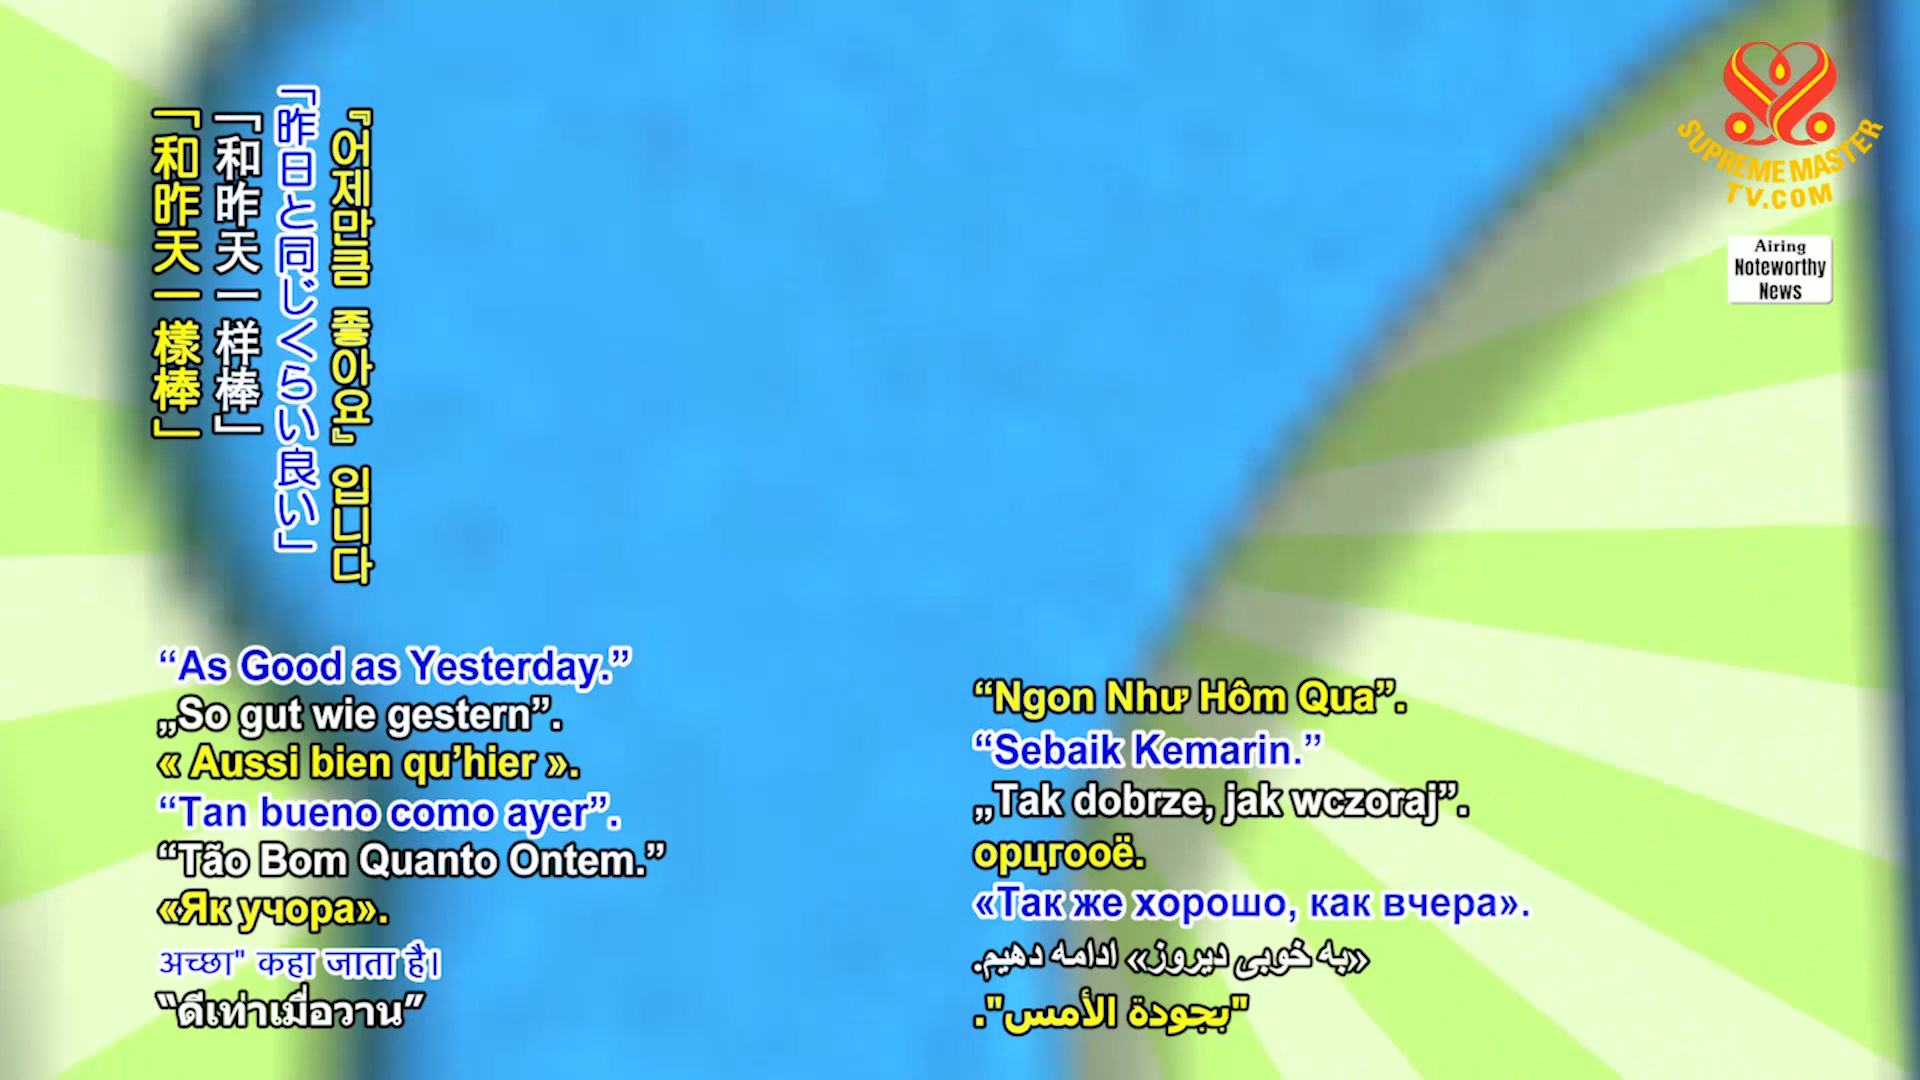 「和昨天一樣棒」
「和昨天一样棒」
「昨日と同じくらい良い」
『어제만큼 좋아요』입니다
SUPREME MASTER
TV.COM
Airing
Noteworthy
News
“As Good as Yesterday.”
„So gut wie gestern”.
« Aussi bien qu’hier ».
“Tan bueno como ayer”.
“Tão Bom Quanto Ontem.”
«Як учора».
अच्छा" कहा जाता है।
“ดีเท่าเมื่อวาน”
“Ngon Như Hôm Qua”.
“Sebaik Kemarin.”
„Tak dobrze, jak wczoraj”.
орцгооё.
«Так же хорошо, как вчера».
«به خوبی دیروز» ادامه دهیم.
"بجودة الأمس".